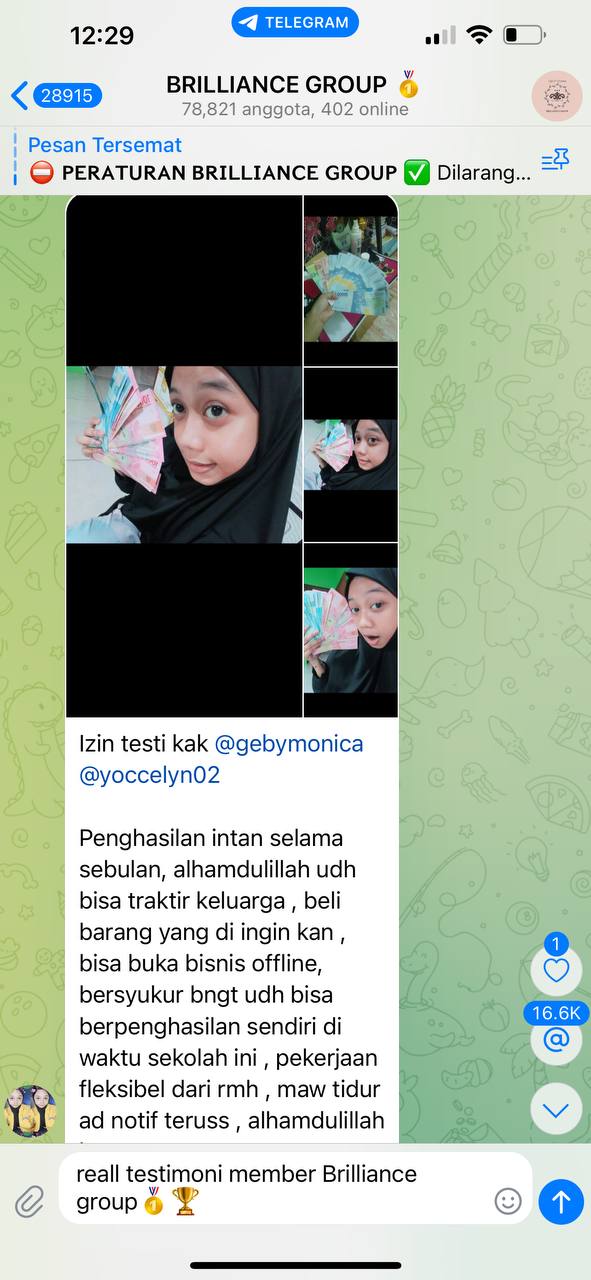 12:29
TELEGRAM
28915
BRILLIANCE GROUP 🏅
78,821 anggota, 402 online
Pesan Tersemat
⛔ PERATURAN BRILLIANCE GROUP ✅ Dilarang...
Izin testi kak @gebymonica
@yoccelyn02
Penghasilan intan selama
sebulan, alhamdulillah udh
bisa traktir keluarga , beli
barang yang di ingin kan ,
bisa buka bisnis offline,
bersyukur bngt udh bisa
berpenghasilan sendiri di
waktu sekolah ini , pekerjaan
fleksibel dari rmh , maw tidur
ad notif teruss , alhamdulillah
1
16.6K
@
reall testimoni member Brilliance
group🏅🏆